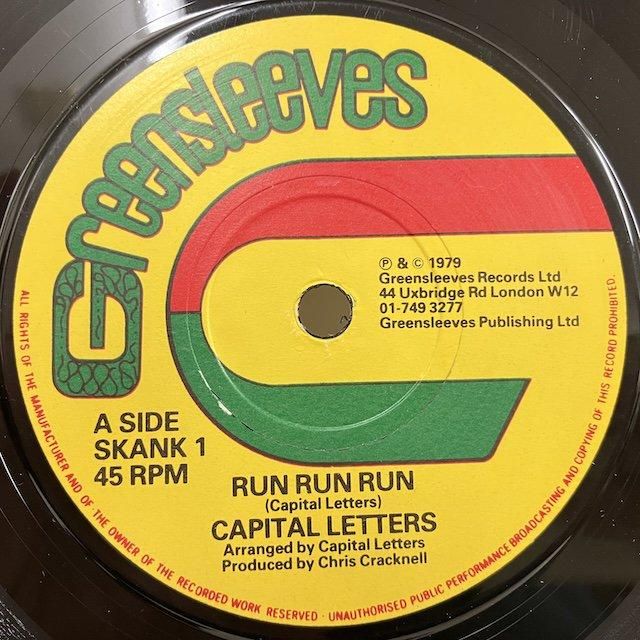 Greensleeves
℗ & © 1979
Greensleeves Records Ltd
44 Uxbridge Rd London W12
01-749 3277
Greensleeves Publishing Ltd
A SIDE
SKANK 1
45 RPM
RUN RUN RUN
(Capital Letters)
CAPITAL LETTERS
Arranged by Capital Letters
Produced by Chris Cracknell
ALL RIGHTS OF THE MANUFACTURER AND OF THE OWNER OF THE RECORDED WORK RESERVED · UNAUTHORISED PUBLIC PERFORMANCE BROADCASTING AND COPYING OF THIS RECORD PROHIBITED.